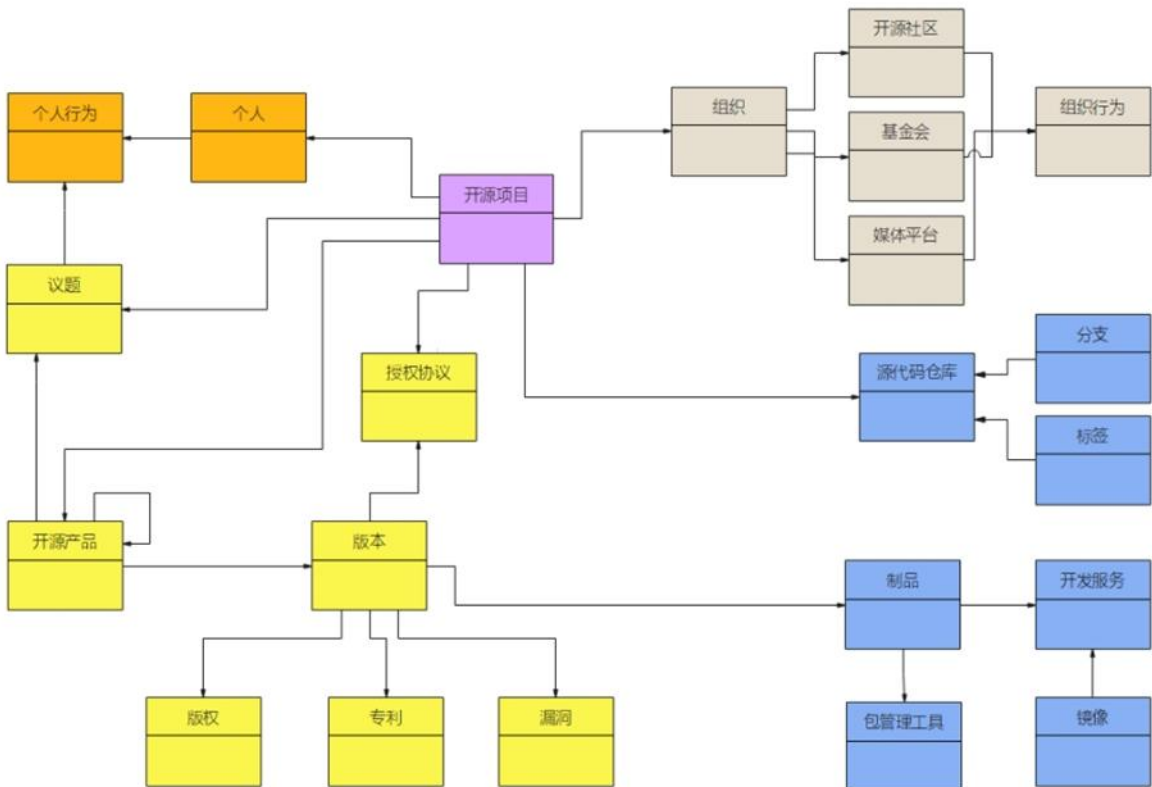 开源社区
个人行为
个人
组织
组织行为
基金会
开源项目
媒体平台
议题
分支
授权协议
源代码仓库
标签
开源产品
版本
制品
开发服务
版权
专利
漏洞
包管理工具
镜像